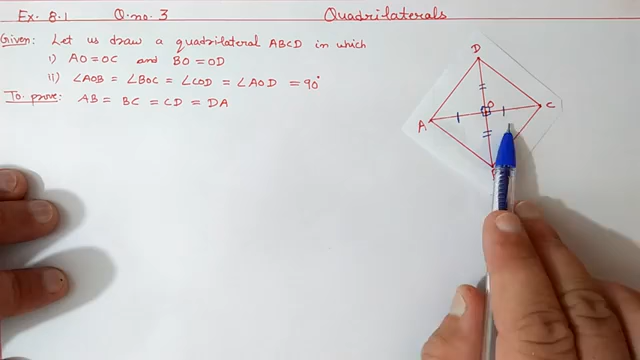 Ex. 8.1 Q.no. 3 Quadrilaterals
Given: Let us draw a quadrilateral ABCD in which
i) AO = OC and BO = OD
ii) ∠AOB = ∠BOC = ∠COD = ∠AOD = 90°
To prove: AB = BC = CD = DA
D
O
C
A